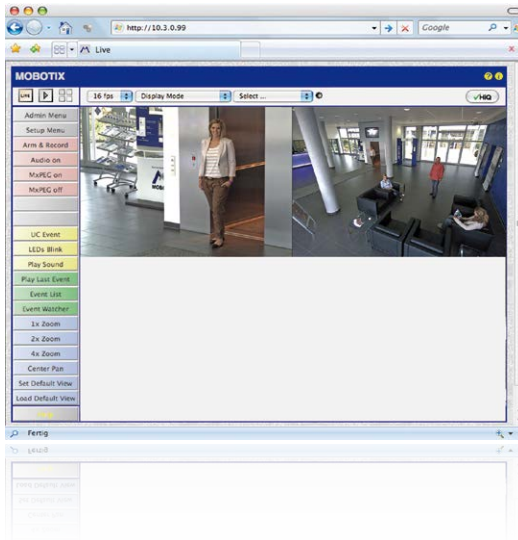 http://10.3.0.99
Google
Live
MOBOTIX
LIVE
16 fps
Display Mode
Select ...
HiQ
Admin Menu
Setup Menu
Arm & Record
Audio on
MxPEG on
MxPEG off
UC Event
LEDs Blink
Play Sound
Play Last Event
Event List
Event Watcher
1x Zoom
2x Zoom
4x Zoom
Center Pan
Set Default View
Load Default View
Fertig